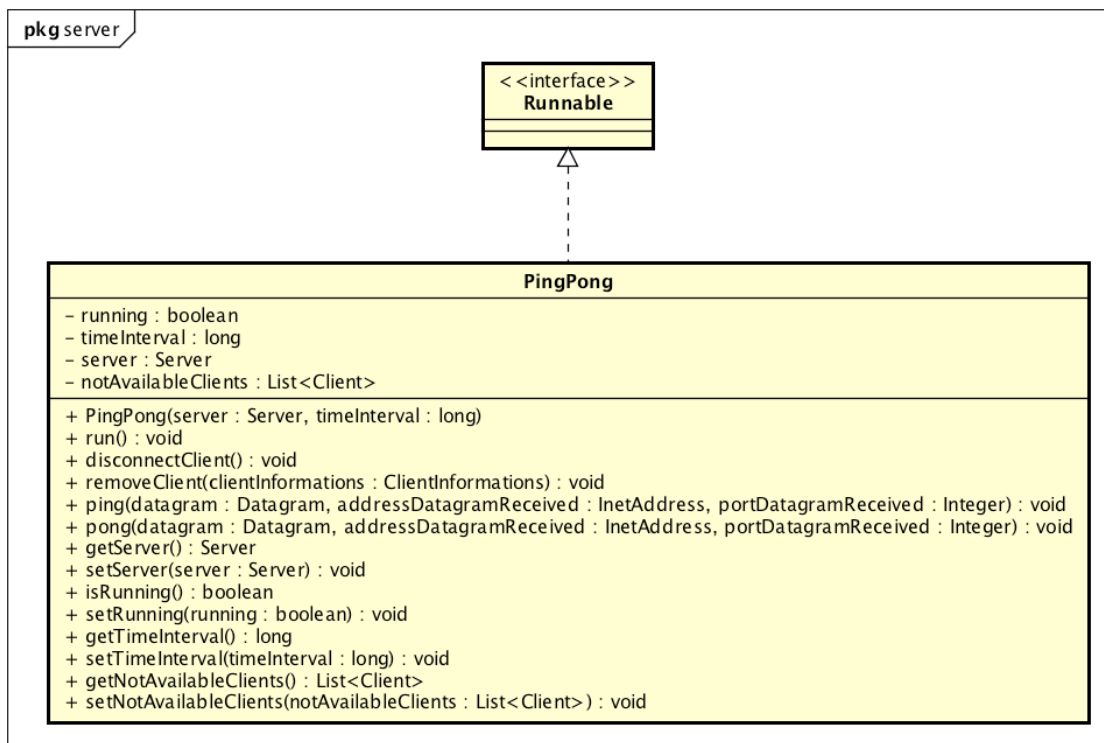 pkg server
<<interface>>
Runnable
PingPong
- running : boolean
- timeInterval : long
- server : Server
- notAvailableClients : List<Client>
+ PingPong(server : Server, timeInterval : long)
+ run() : void
+ disconnectClient() : void
+ removeClient(clientInformations : ClientInformations) : void
+ ping(datagram : Datagram, addressDatagramReceived : InetAddress, portDatagramReceived : Integer) : void
+ pong(datagram : Datagram, addressDatagramReceived : InetAddress, portDatagramReceived : Integer) : void
+ getServer() : Server
+ setServer(server : Server) : void
+ isRunning() : boolean
+ setRunning(running : boolean) : void
+ getTimeInterval() : long
+ setTimeInterval(timeInterval : long) : void
+ getNotAvailableClients() : List<Client>
+ setNotAvailableClients(notAvailableClients : List<Client>) : void